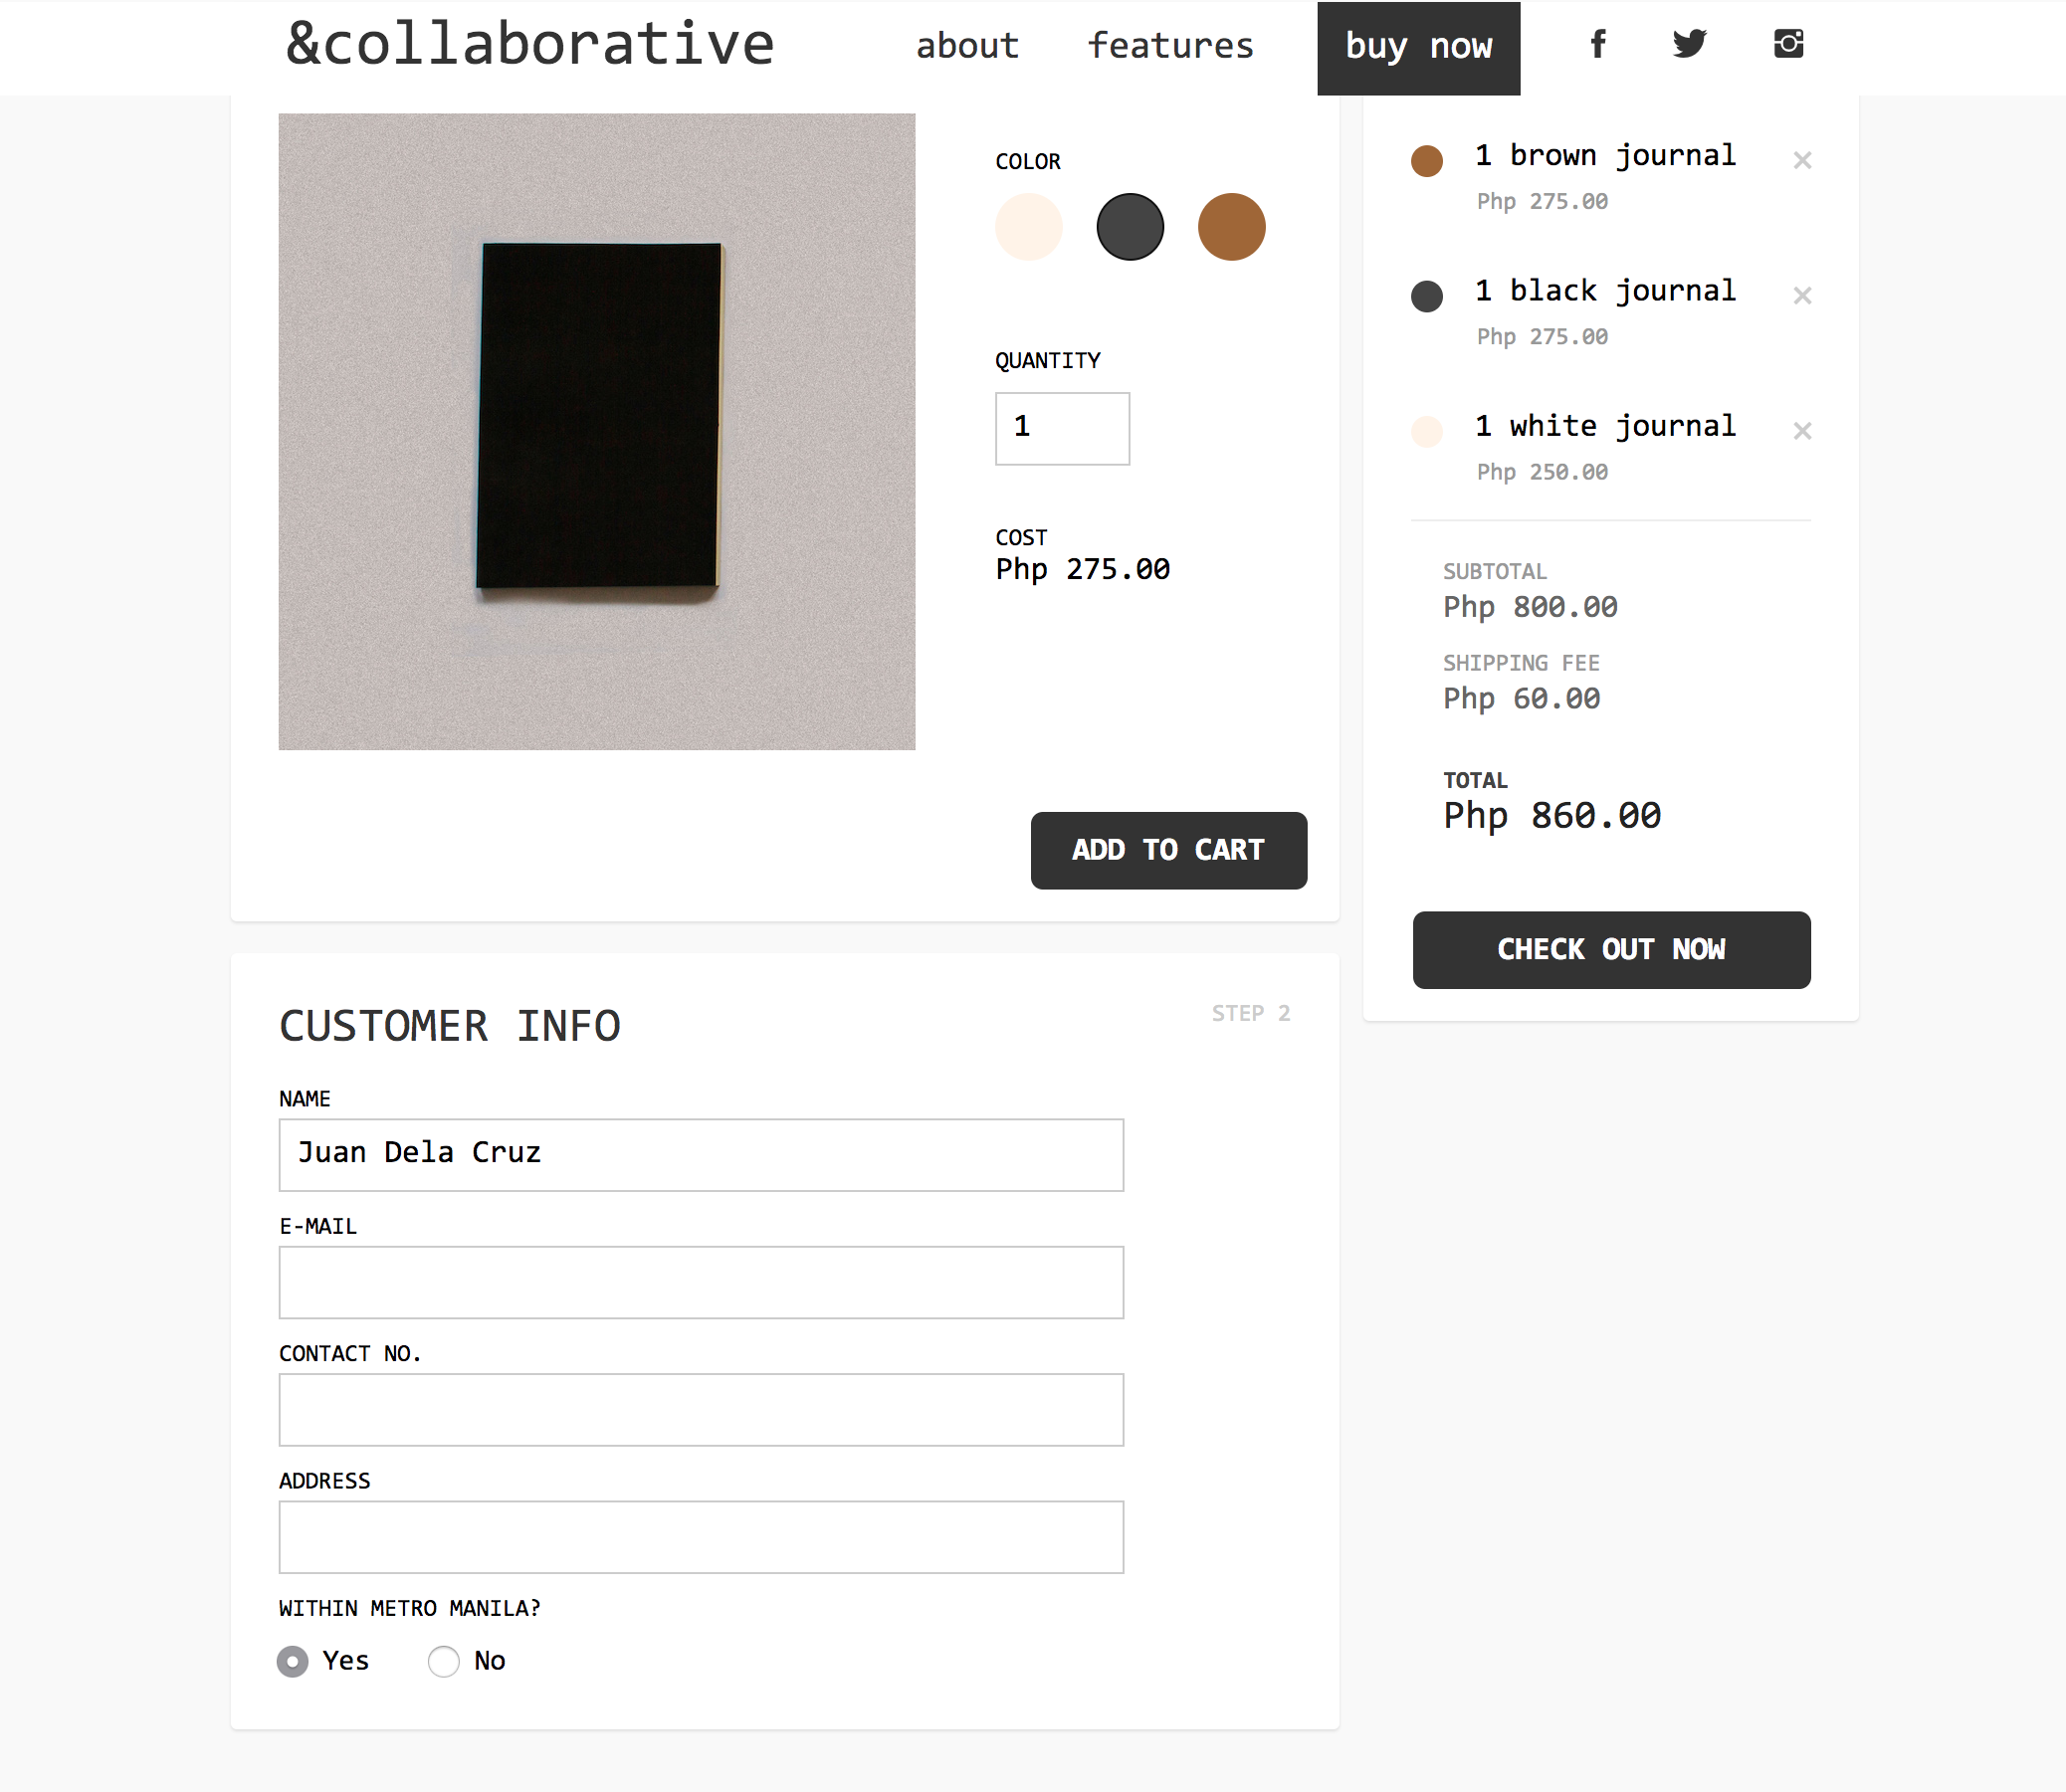 &collaborative
about
features
buy now
COLOR
QUANTITY
1
COST
Php 275.00
ADD TO CART
1 brown journal
Php 275.00
1 black journal
Php 275.00
1 white journal
Php 250.00
SUBTOTAL
Php 800.00
SHIPPING FEE
Php 60.00
TOTAL
Php 860.00
CHECK OUT NOW
CUSTOMER INFO
STEP 2
NAME
Juan Dela Cruz
E-MAIL
CONTACT NO.
ADDRESS
WITHIN METRO MANILA?
Yes
No